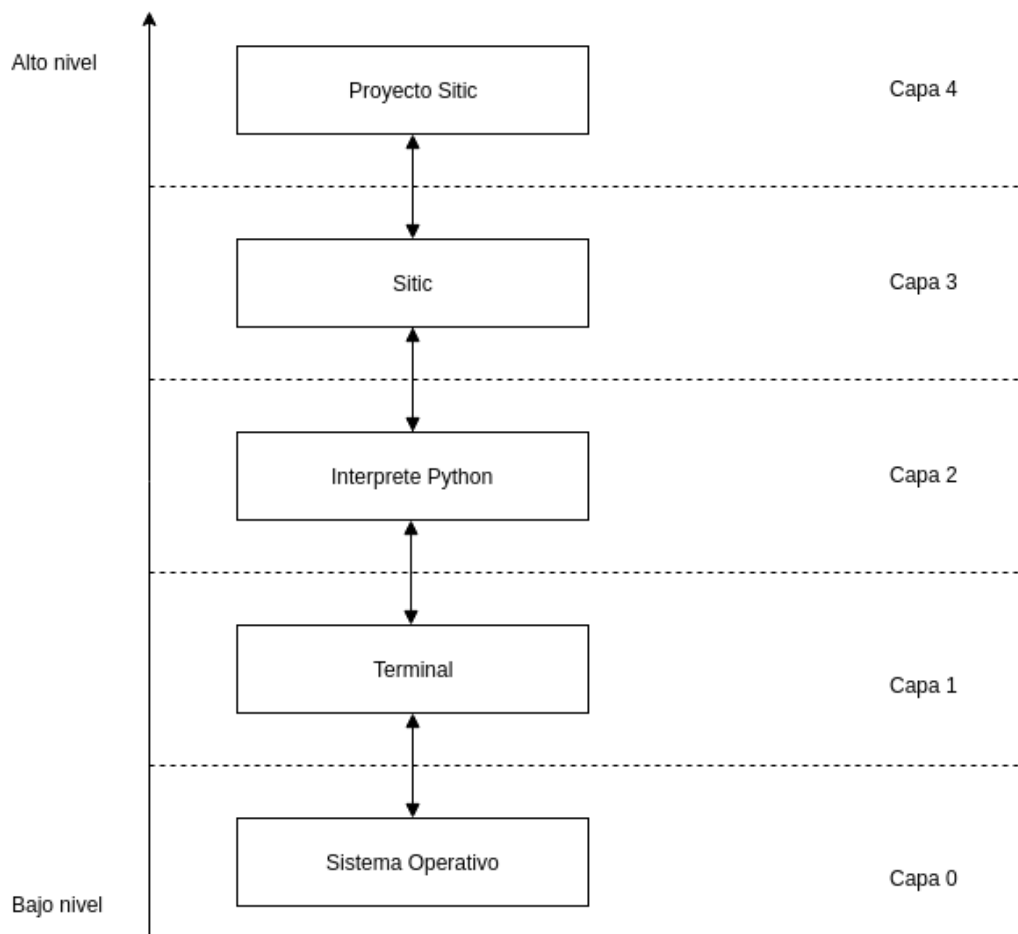 Alto nivel
Proyecto Sitic
Capa 4
Sitic
Capa 3
Interprete Python
Capa 2
Terminal
Capa 1
Sistema Operativo
Capa 0
Bajo nivel